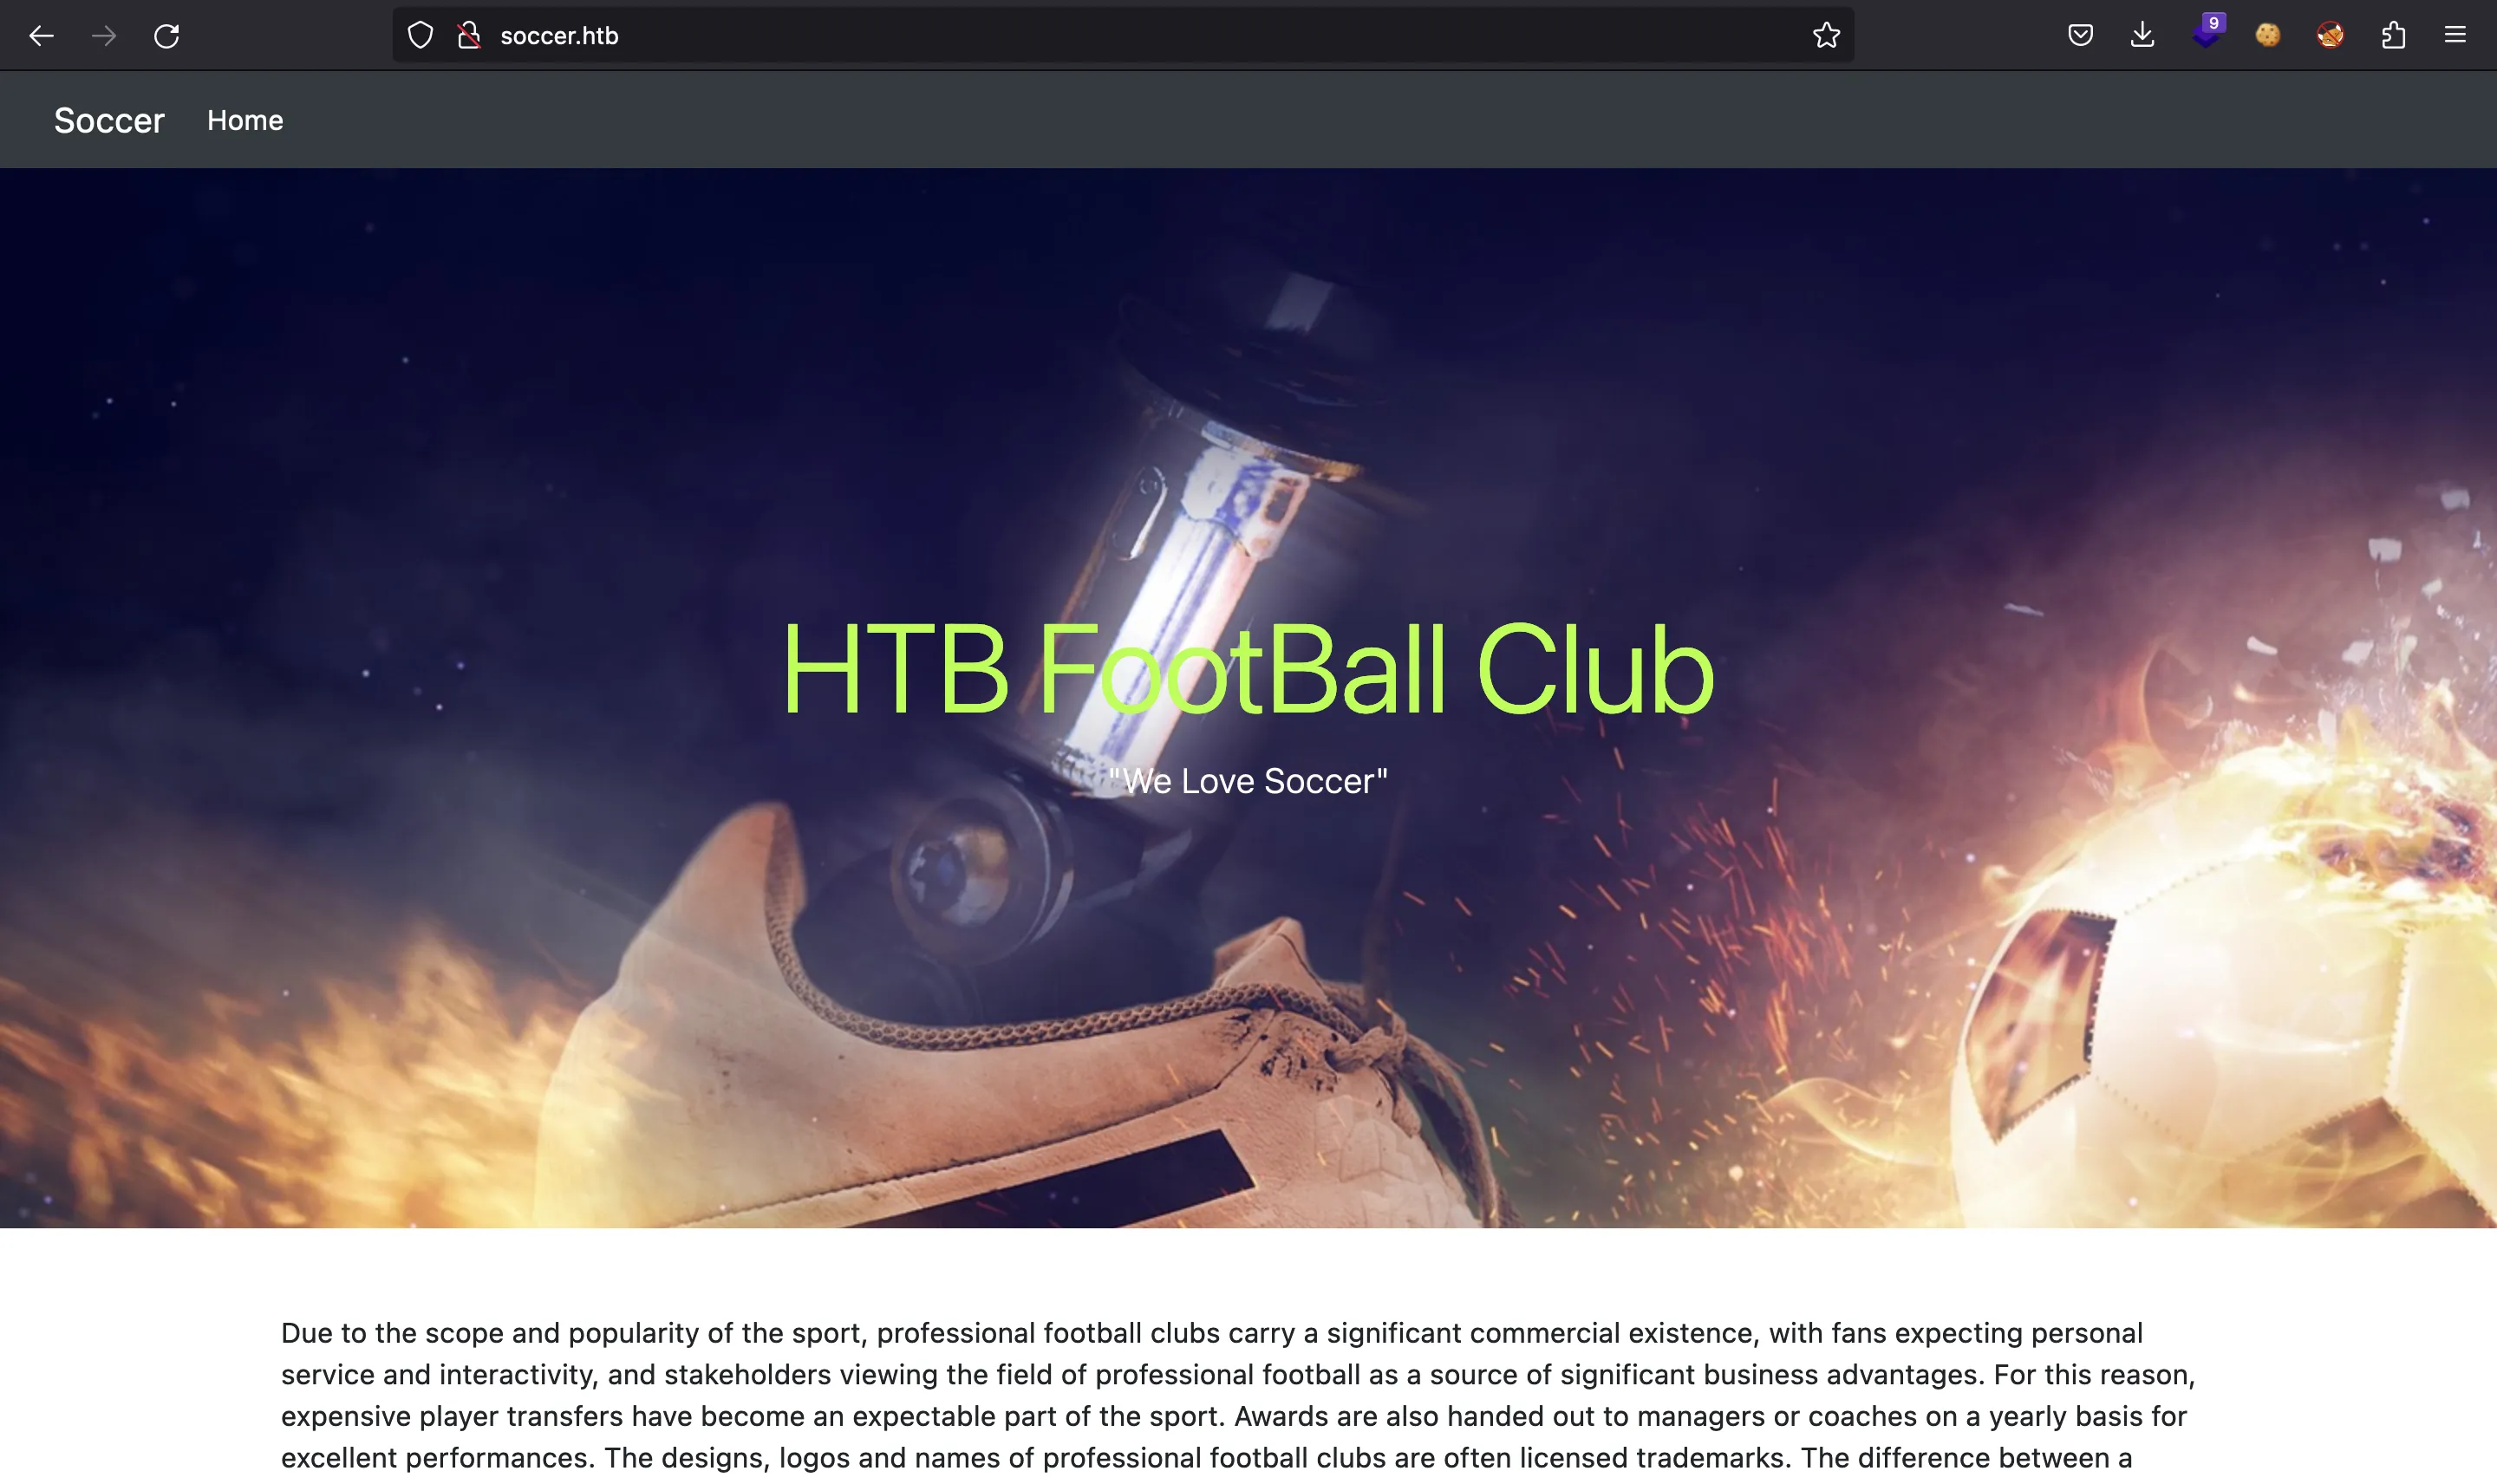 soccer.htb
9
Soccer Home
HTB FootBall Club
"We Love Soccer"
Due to the scope and popularity of the sport, professional football clubs carry a significant commercial existence, with fans expecting personal
service and interactivity, and stakeholders viewing the field of professional football as a source of significant business advantages. For this reason,
expensive player transfers have become an expectable part of the sport. Awards are also handed out to managers or coaches on a yearly basis for
excellent performances. The designs, logos and names of professional football clubs are often licensed trademarks. The difference between a